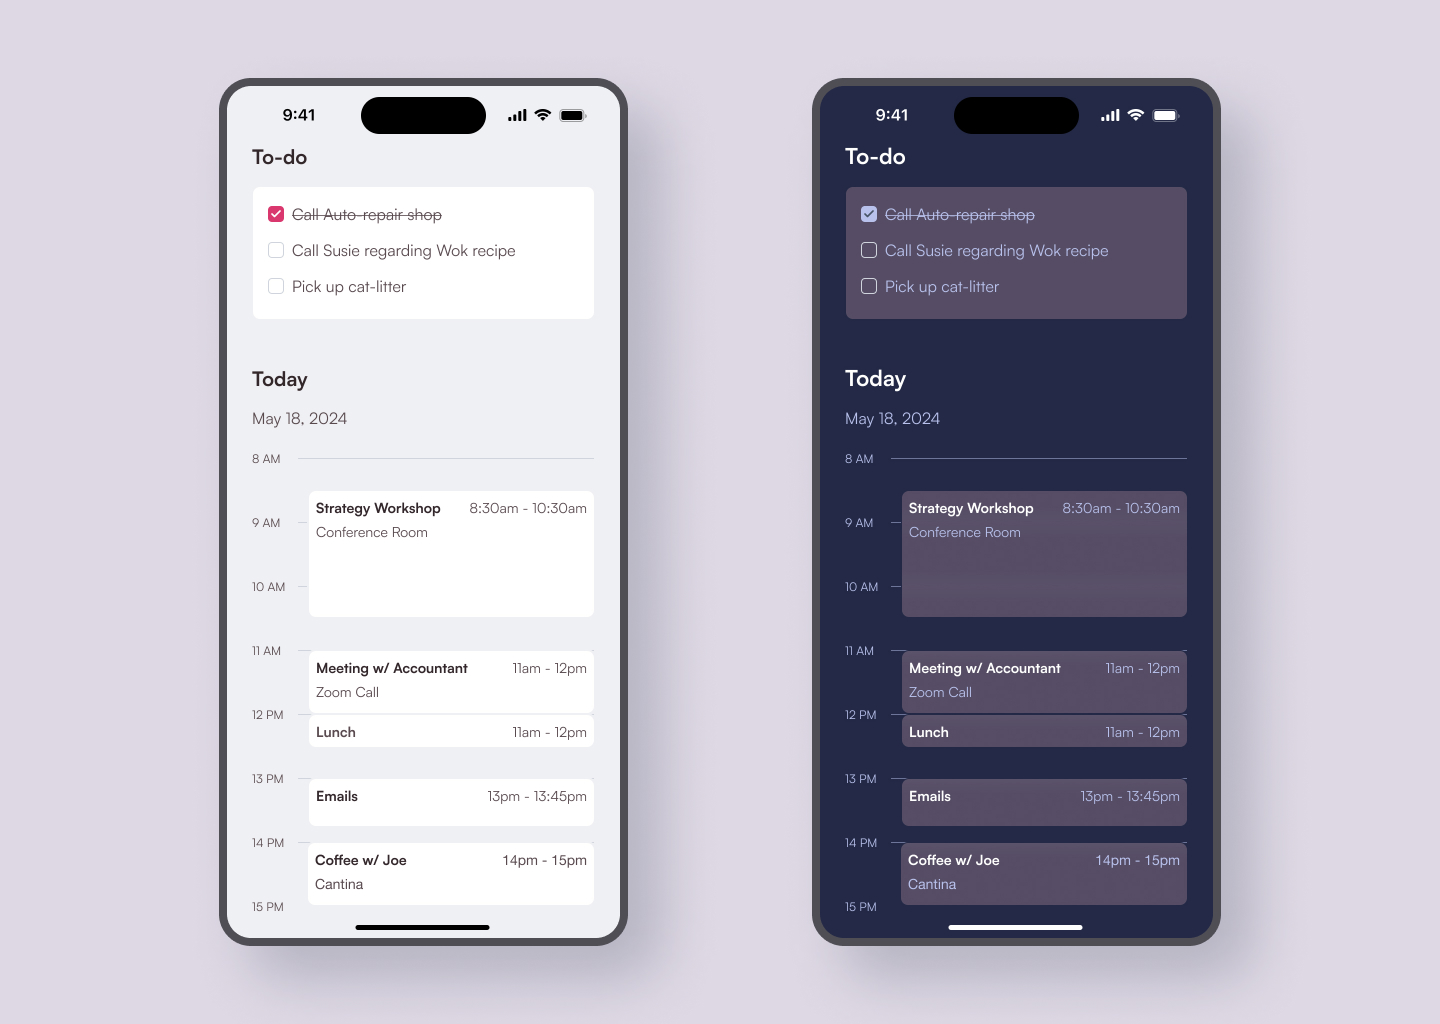 9:41
To-do
Call Auto-repair shop
Call Susie regarding Wok recipe
Pick up cat-litter
Today
May 18, 2024
8 AM
Strategy Workshop 8:30am - 10:30am
9 AM
Conference Room
10 AM
11 AM
Meeting w/ Accountant 11am - 12pm
Zoom Call
12 PM
Lunch 11am - 12pm
13 PM
Emails 13pm - 13:45pm
14 PM
Coffee w/ Joe 14pm - 15pm
Cantina
15 PM
9:41
To-do
Call Auto-repair shop
Call Susie regarding Wok recipe
Pick up cat-litter
Today
May 18, 2024
8 AM
Strategy Workshop 8:30am - 10:30am
9 AM
Conference Room
10 AM
11 AM
Meeting w/ Accountant 11am - 12pm
Zoom Call
12 PM
Lunch 11am - 12pm
13 PM
Emails 13pm - 13:45pm
14 PM
Coffee w/ Joe 14pm - 15pm
Cantina
15 PM